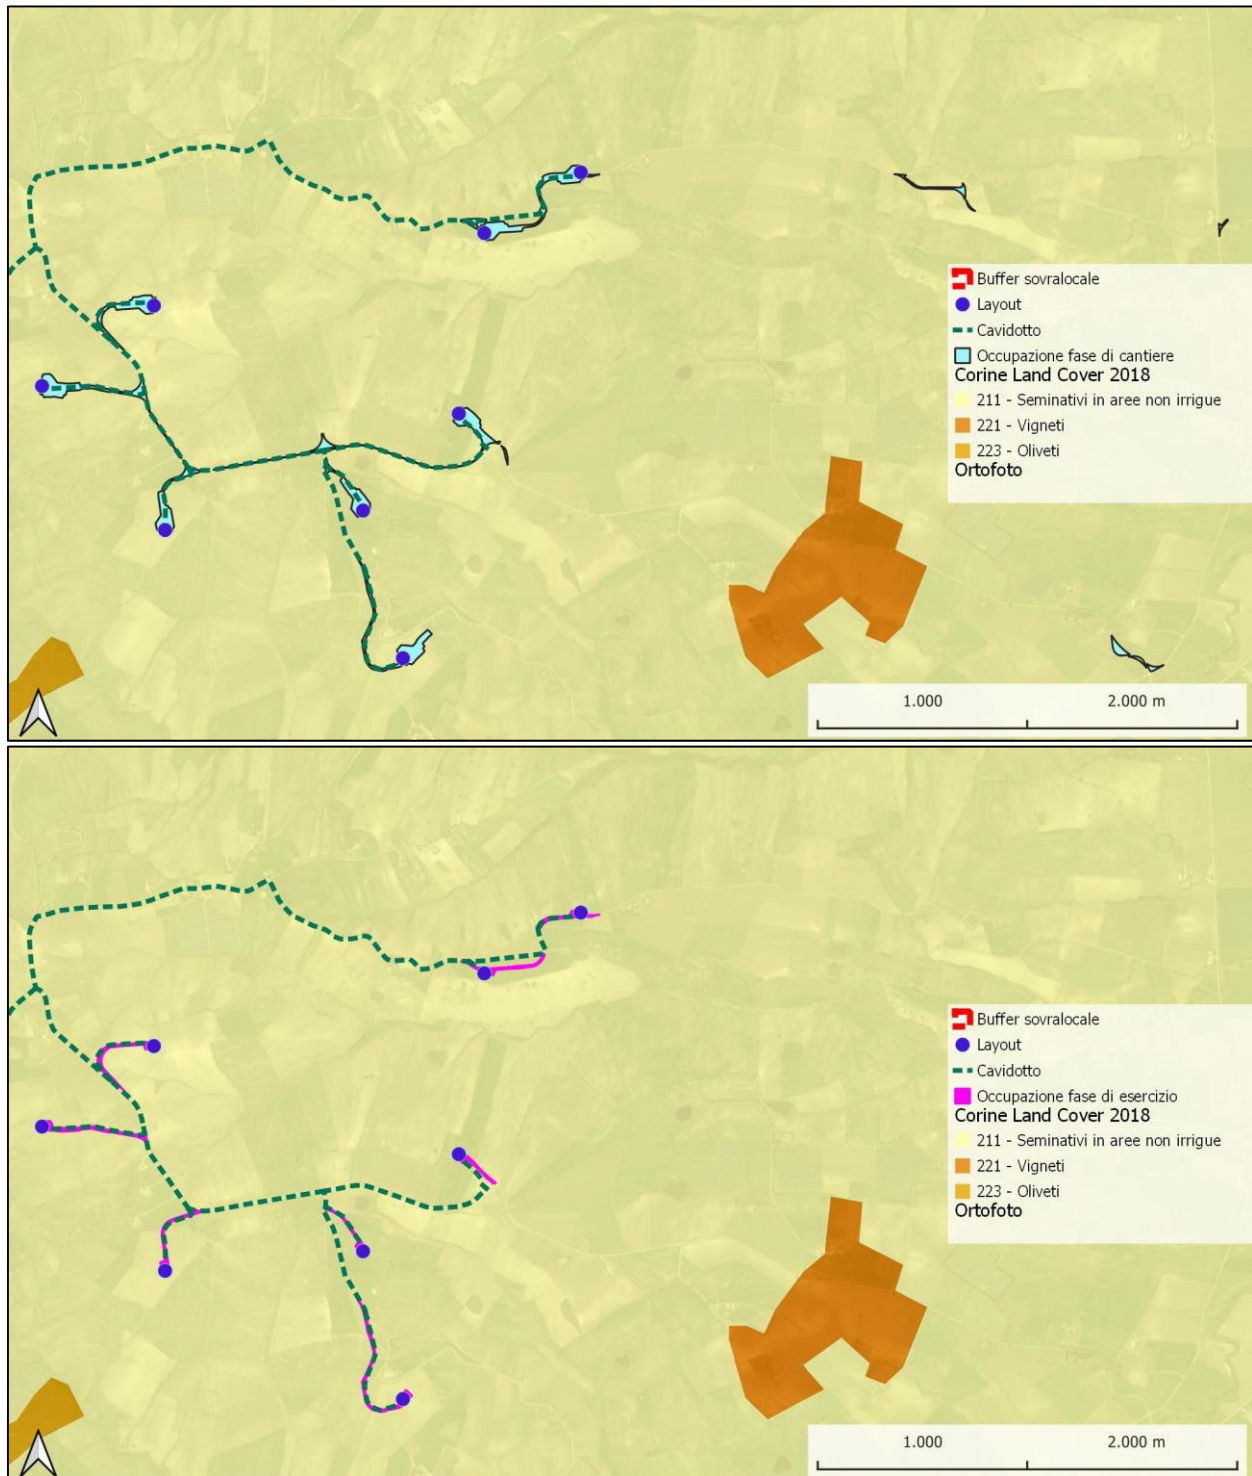 Buffer sovralocale
Layout
Cavidotto
Occupazione fase di cantiere
Corine Land Cover 2018
211 - Seminativi in aree non irrigue
221 - Vigneti
223 - Oliveti
Ortofoto
1.000 2.000 m
Buffer sovralocale
Layout
Cavidotto
Occupazione fase di esercizio
Corine Land Cover 2018
211 - Seminativi in aree non irrigue
221 - Vigneti
223 - Oliveti
Ortofoto
1.000 2.000 m